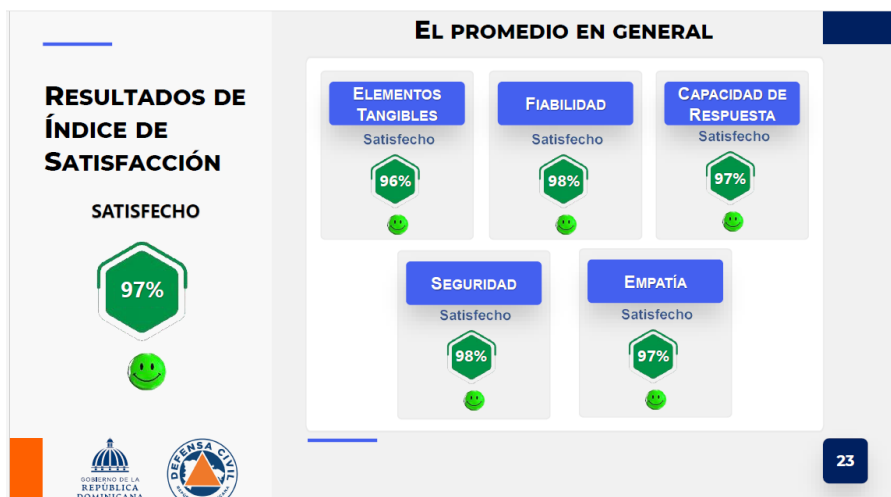 EL PROMEDIO EN GENERAL
RESULTADOS DE
ÍNDICE DE
SATISFACCIÓN
SATISFECHO
97%
ELEMENTOS
TANGIBLES
Satisfecho
96%
FIABILIDAD
Satisfecho
98%
CAPACIDAD DE
RESPUESTA
Satisfecho
97%
SEGURIDAD
Satisfecho
98%
EMPATÍA
Satisfecho
97%
GOBIERNO DE LA
REPÚBLICA
DOMINICANA
DEFENSA CIVIL
23